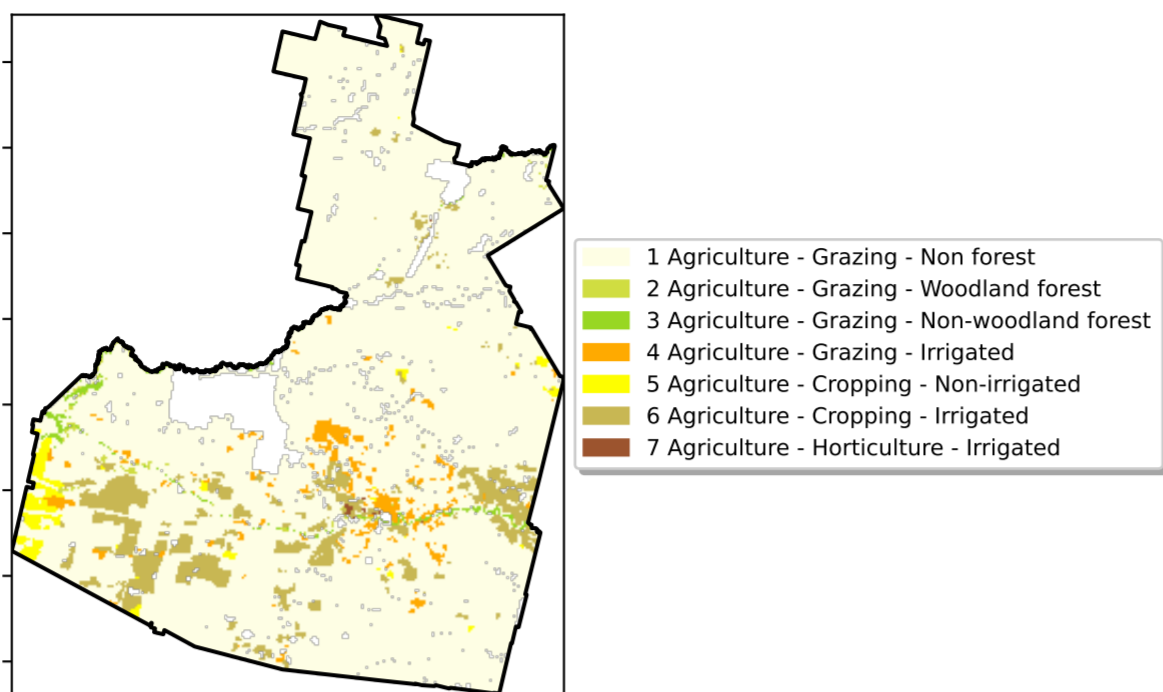 1 Agriculture - Grazing - Non forest
2 Agriculture - Grazing - Woodland forest
3 Agriculture - Grazing - Non-woodland forest
4 Agriculture - Grazing - Irrigated
5 Agriculture - Cropping - Non-irrigated
6 Agriculture - Cropping - Irrigated
7 Agriculture - Horticulture - Irrigated